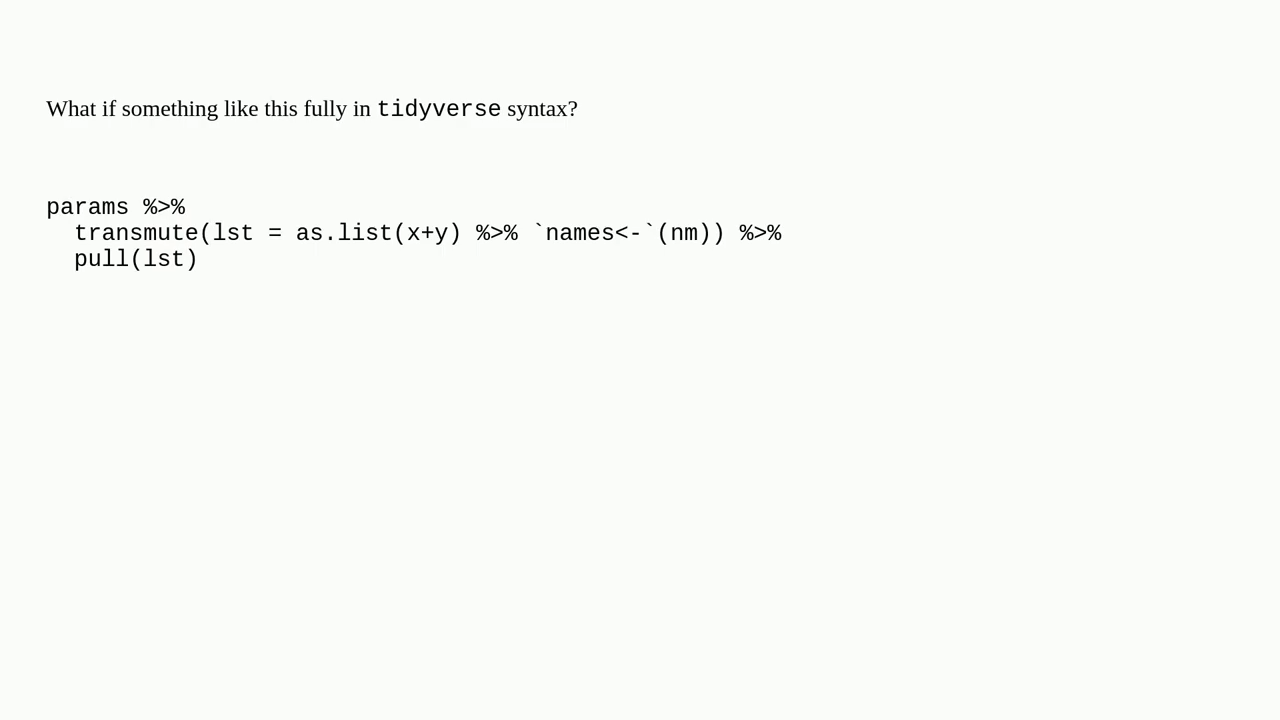 What if something like this fully in tidyverse syntax?
params %>%
  transmute(lst = as.list(x+y) %>% `names<-`(nm)) %>%
  pull(lst)